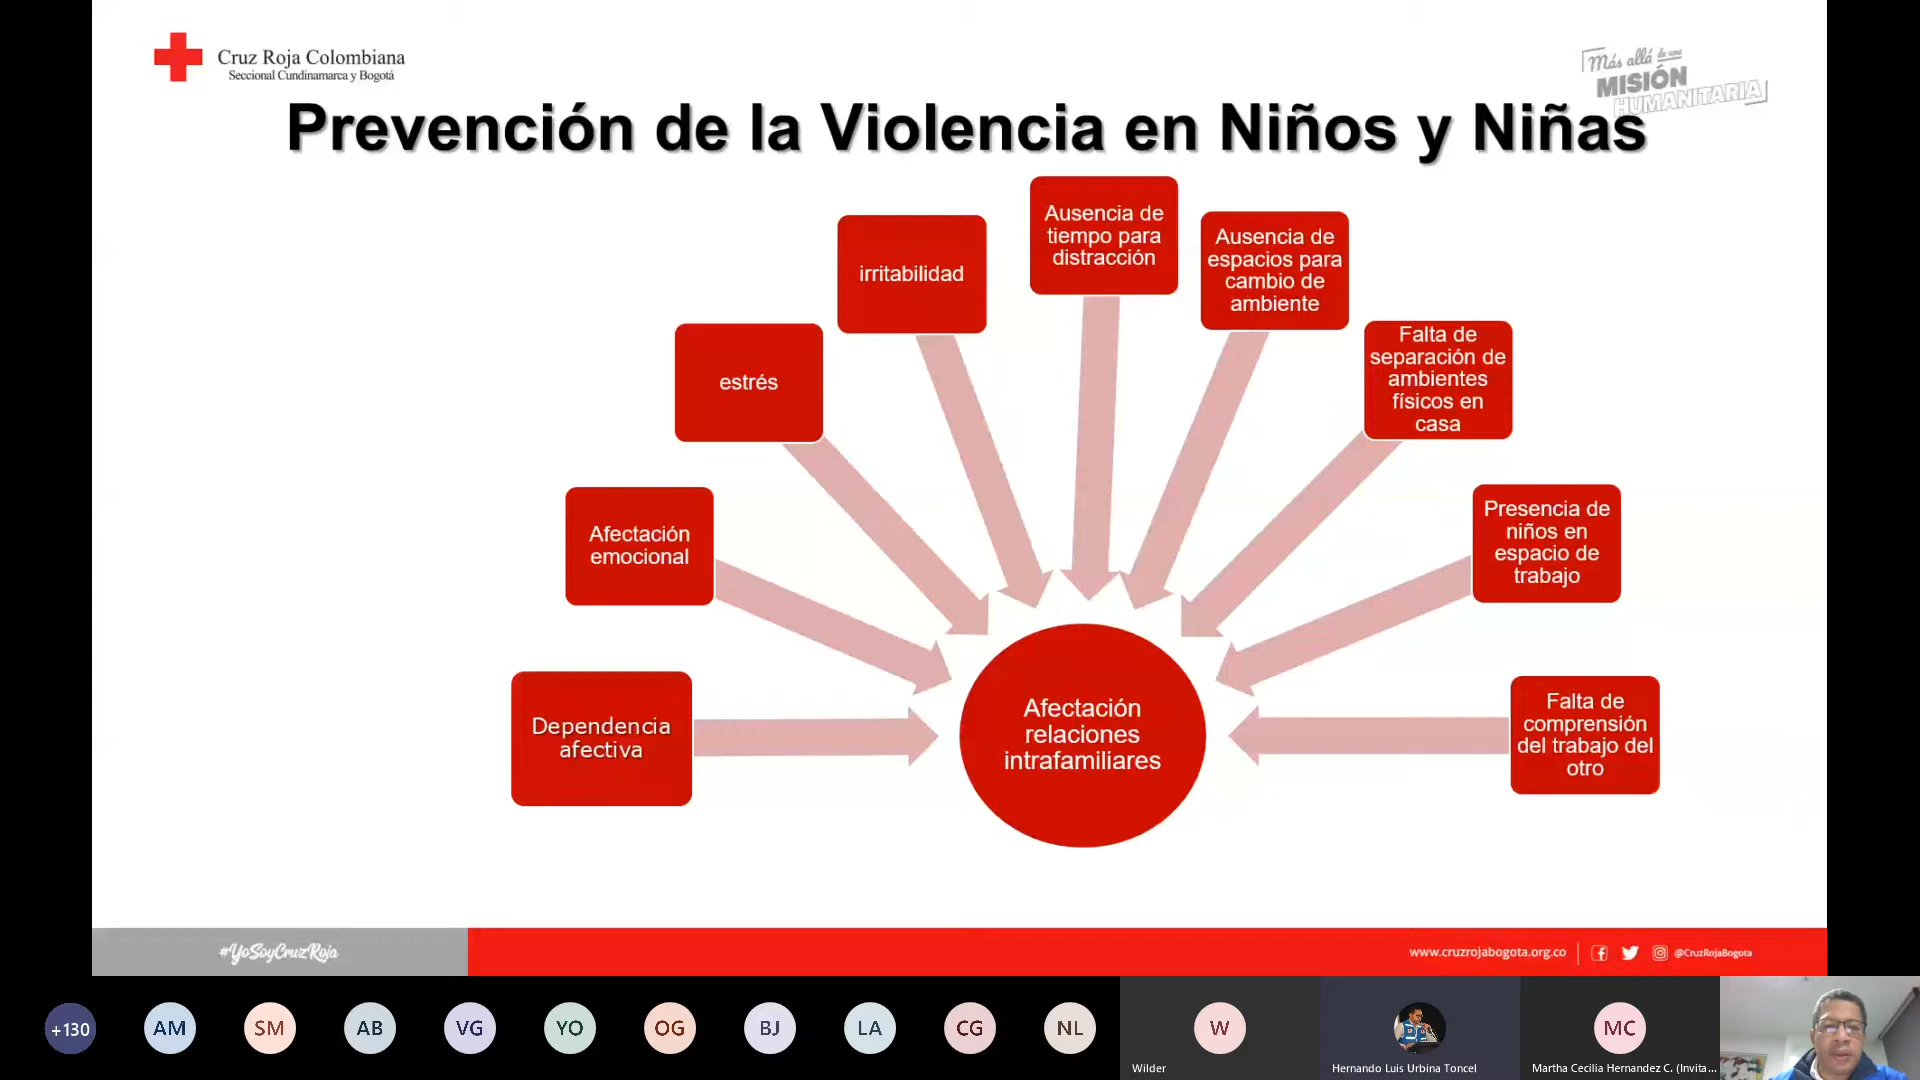 Cruz Roja Colombiana
Seccional Cundinamarca y Bogotá
Más allá de una
MISIÓN
HUMANITARIA
Prevención de la Violencia en Niños y Niñas
Dependencia
afectiva
Afectación
emocional
estrés
irritabilidad
Ausencia de
tiempo para
distracción
Ausencia de
espacios para
cambio de
ambiente
Falta de
separación de
ambientes
físicos en
casa
Presencia de
niños en
espacio de
trabajo
Falta de
comprensión
del trabajo del
otro
Afectación
relaciones
intrafamiliares
#YoSoyCruzRoja
www.cruzrojabogota.org.co
@CruzRojaBogota
+130
AM
SM
AB
VG
YO
OG
BJ
LA
CG
NL
W
Wilder
Hernando Luis Urbina Toncel
MC
Martha Cecilia Hernandez C. (Invita...